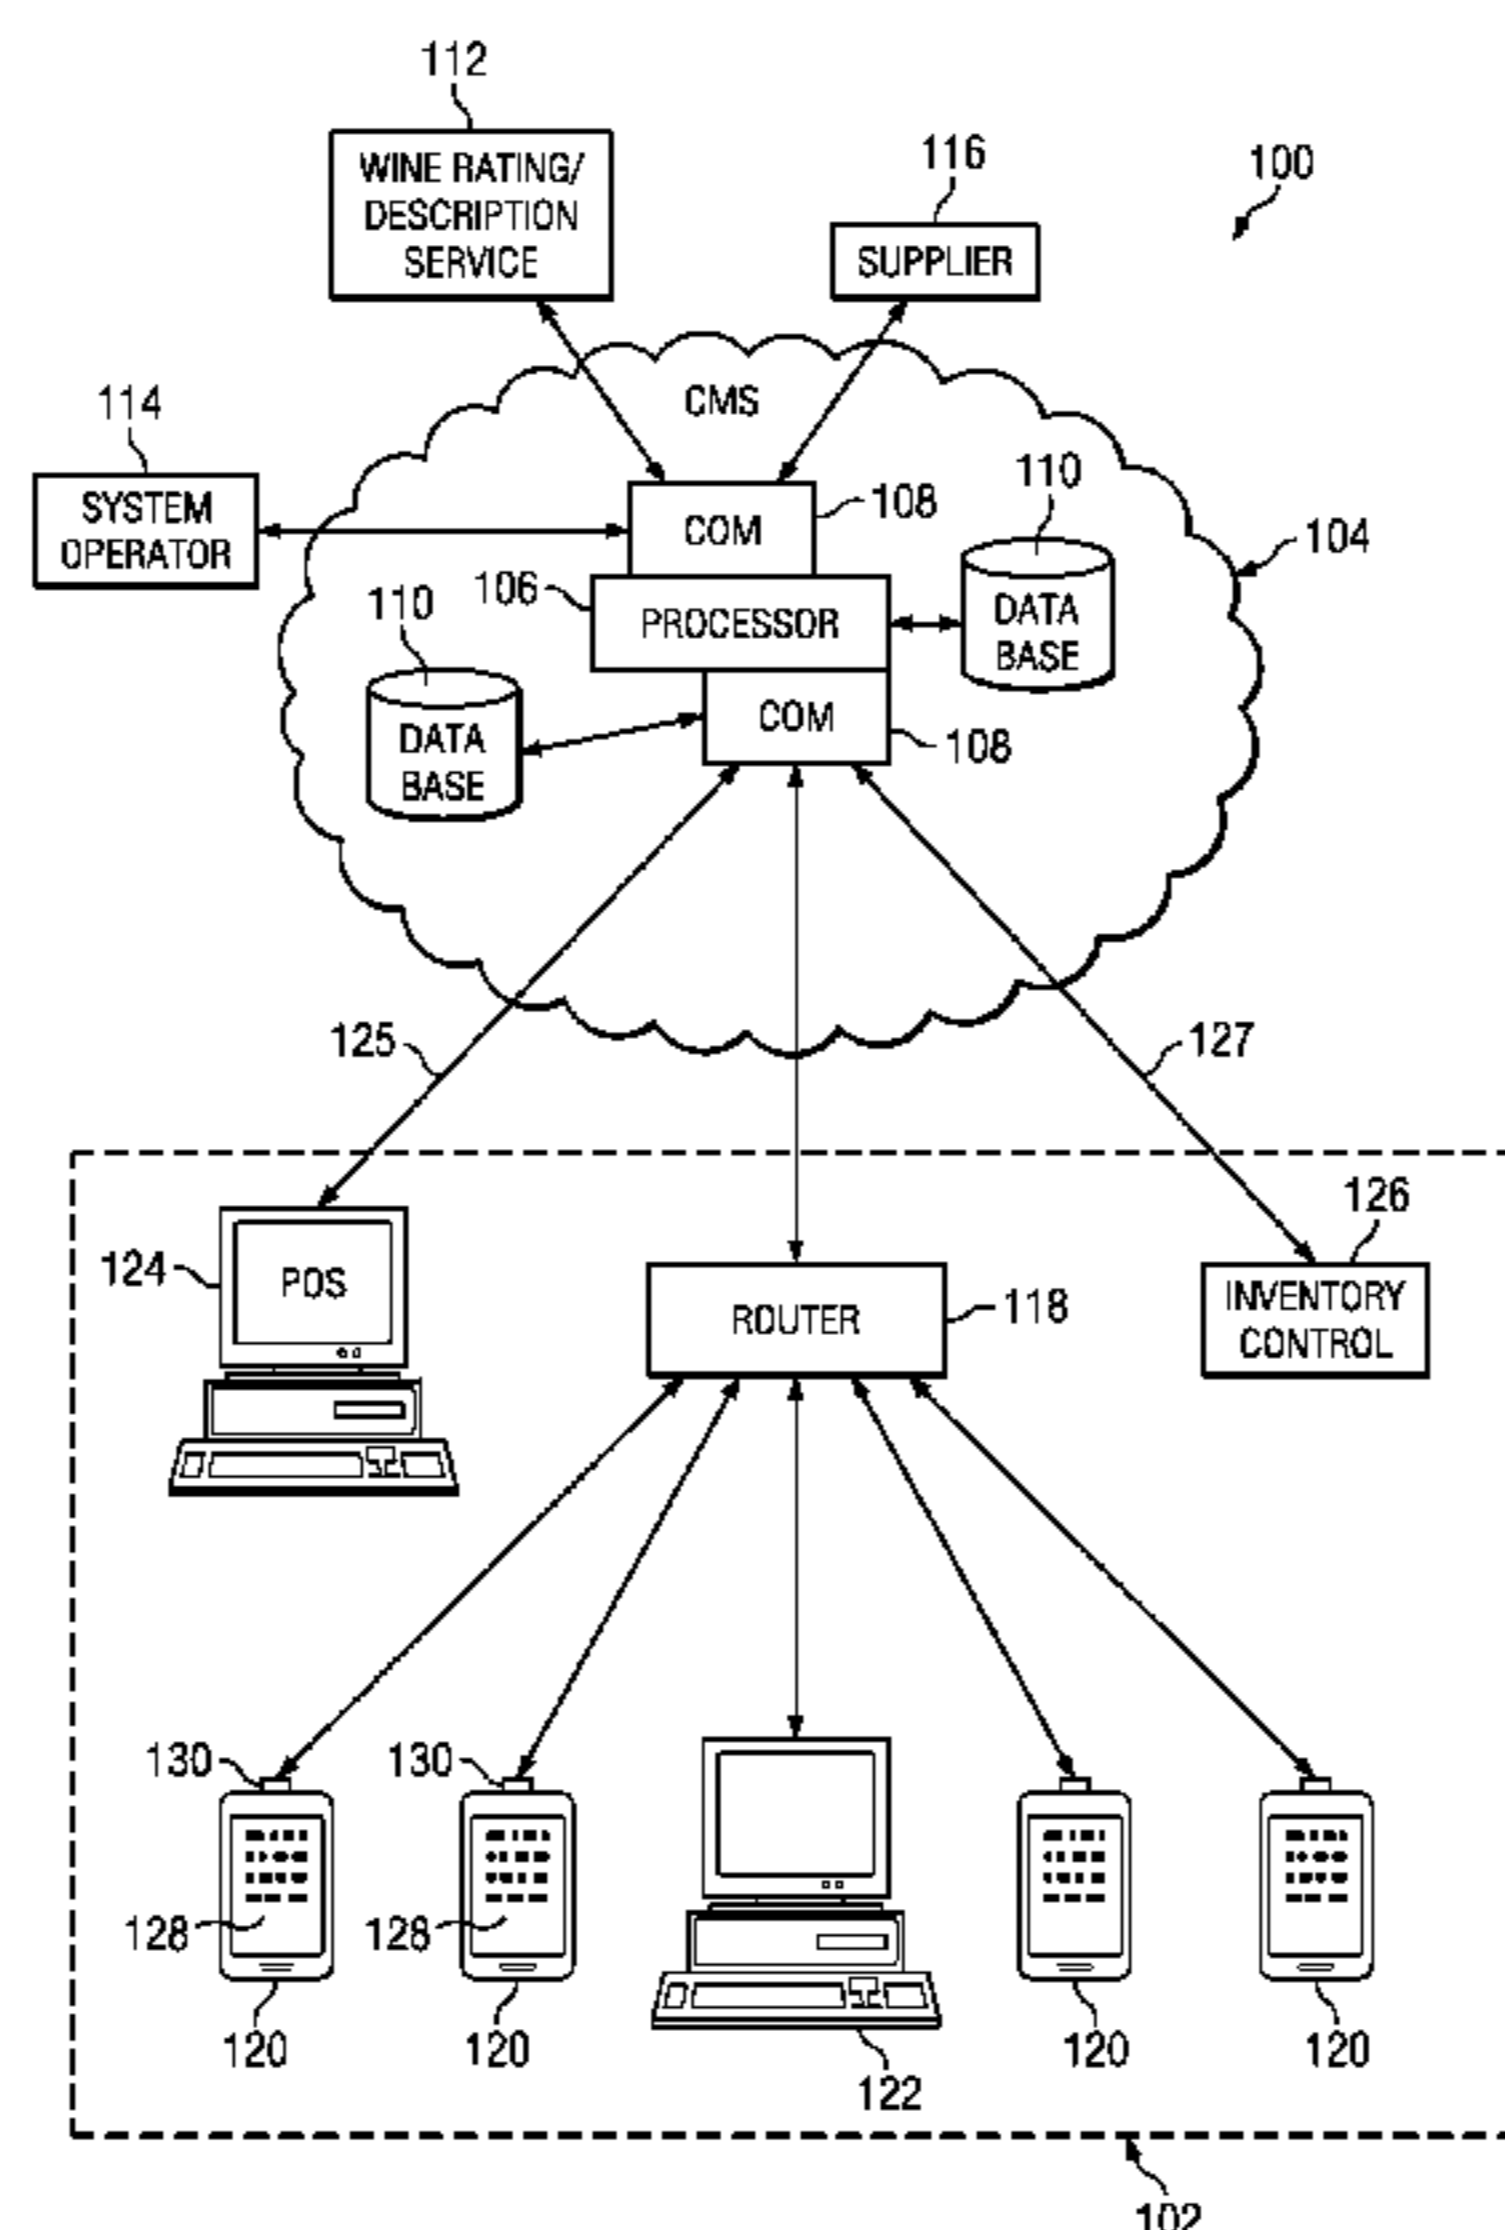 112
WINE RATING/
DESCRIPTION
SERVICE
116
SUPPLIER
100
CMS
114
SYSTEM
OPERATOR
COM
108
110
DATA
BASE
104
106
PROCESSOR
110
DATA
BASE
COM
108
125
127
124
POS
ROUTER
118
126
INVENTORY
CONTROL
130
130
128
128
120
120
122
120
120
102